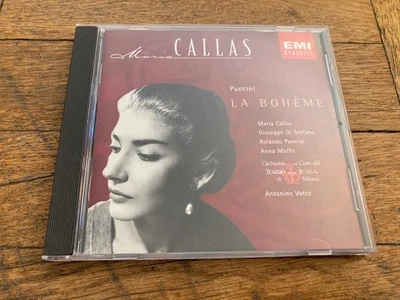 Maria CALLAS
EMI
CLASSICS
Puccini
LA BOHÈME
Maria Callas
Giuseppe Di Stefano
Rolando Panerai
Anna Moffo
Orchestra e Coro del
TEATRO ALLA SCALA
di Milano
Antonino Votto